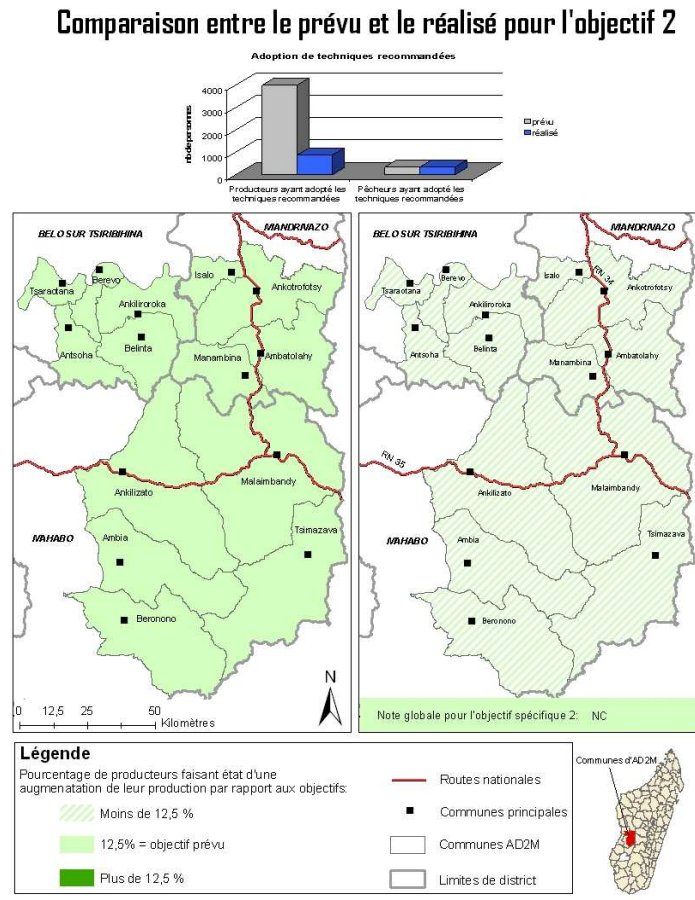 Comparaison entre le prévu et le réalisé pour l'objectif 2
Adoption de techniques recommandées
nb de personnes
4000
3000
2000
1000
0
prévu
réalisé
Producteurs ayant adopté les
techniques recommandées
Pêcheurs ayant adopté les
techniques recommandées
BELO SUR TSIRIBIHINA
MIANDRIVAZO
Berevo
Tsaraotana
Isalo
Ankotrofotsy
Ankiliroroka
Antsoha
Belinta
Manambina
Ambatolahy
Ankilizato
Malaimbandy
MAHABO
Ambia
Tsimazava
Beronono
N
0 12,5 25 50
Kilomètres
BELO SUR TSIRIBIHINA
MIANDRIVAZO
Berevo
Tsaraotana
Isalo
RN 34
Ankotrofotsy
Ankiliroroka
Antsoha
Belinta
Manambina
Ambatolahy
RN 35
Ankilizato
Malaimbandy
MAHABO
Ambia
Tsimazava
Beronono
Note globale pour l'objectif spécifique 2: NC
Légende
Pourcentage de producteurs faisant état d'une
augmenatation de leur production par rapport aux objectifs:
Moins de 12,5 %
12,5% = objectif prévu
Plus de 12,5 %
Routes nationales
Communes principales
Communes AD2M
Limites de district
Communes d'AD2M